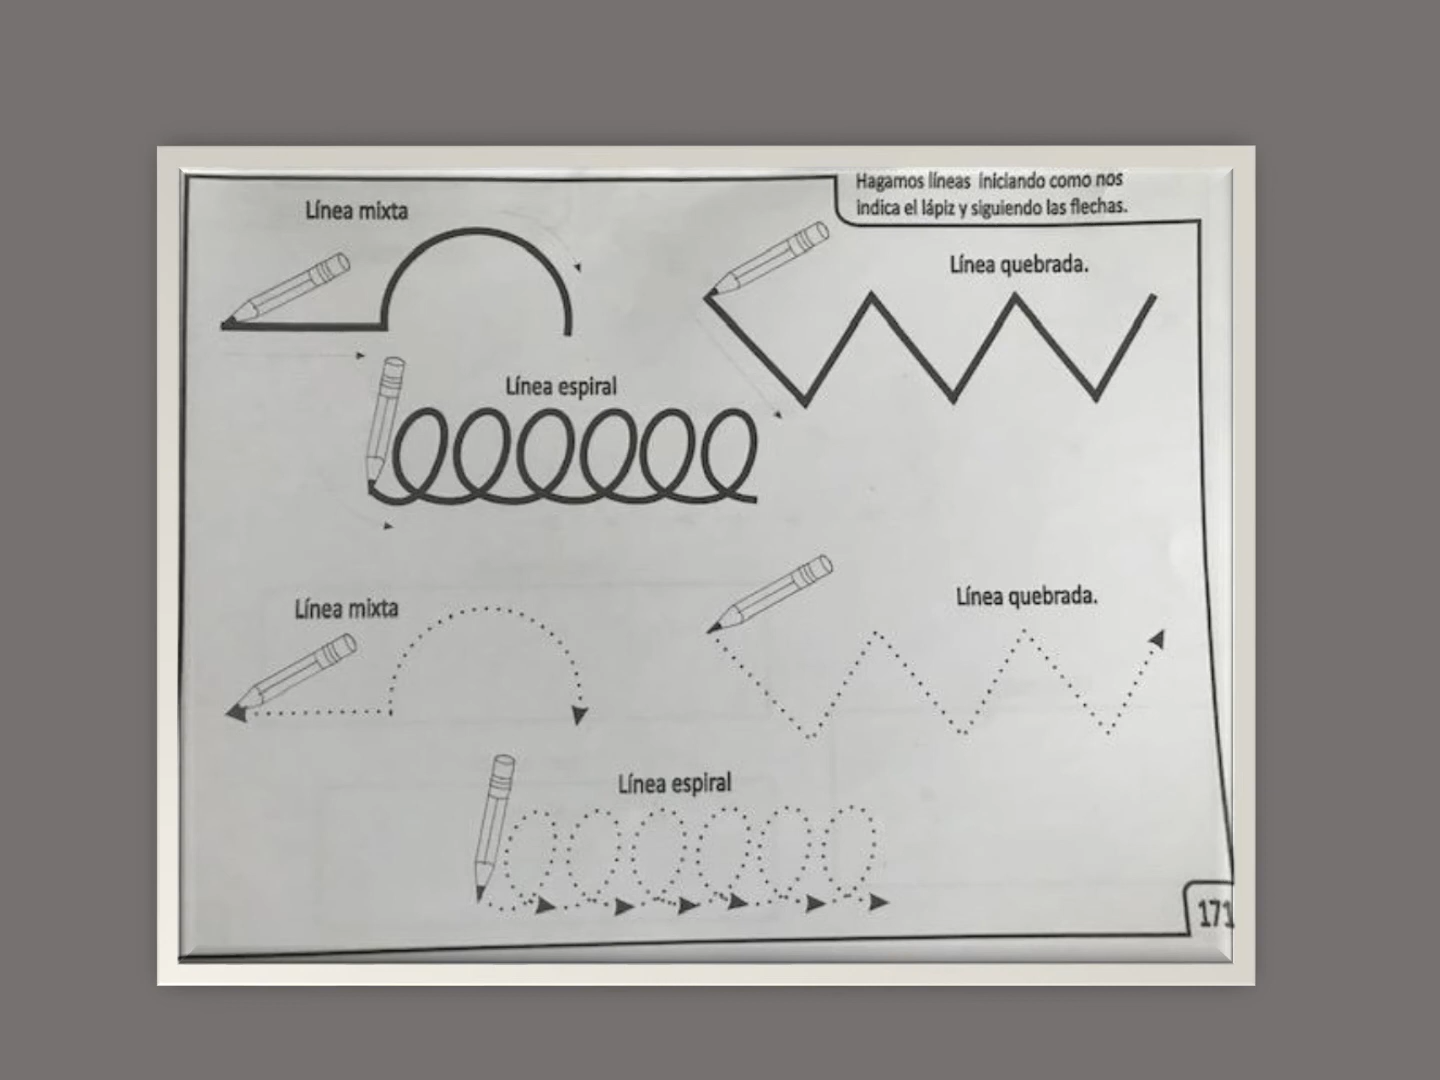 Hagamos líneas iniciando como nos
indica el lápiz y siguiendo las flechas.
Línea mixta
Línea quebrada.
Línea espiral
Línea mixta
Línea quebrada.
Línea espiral
171